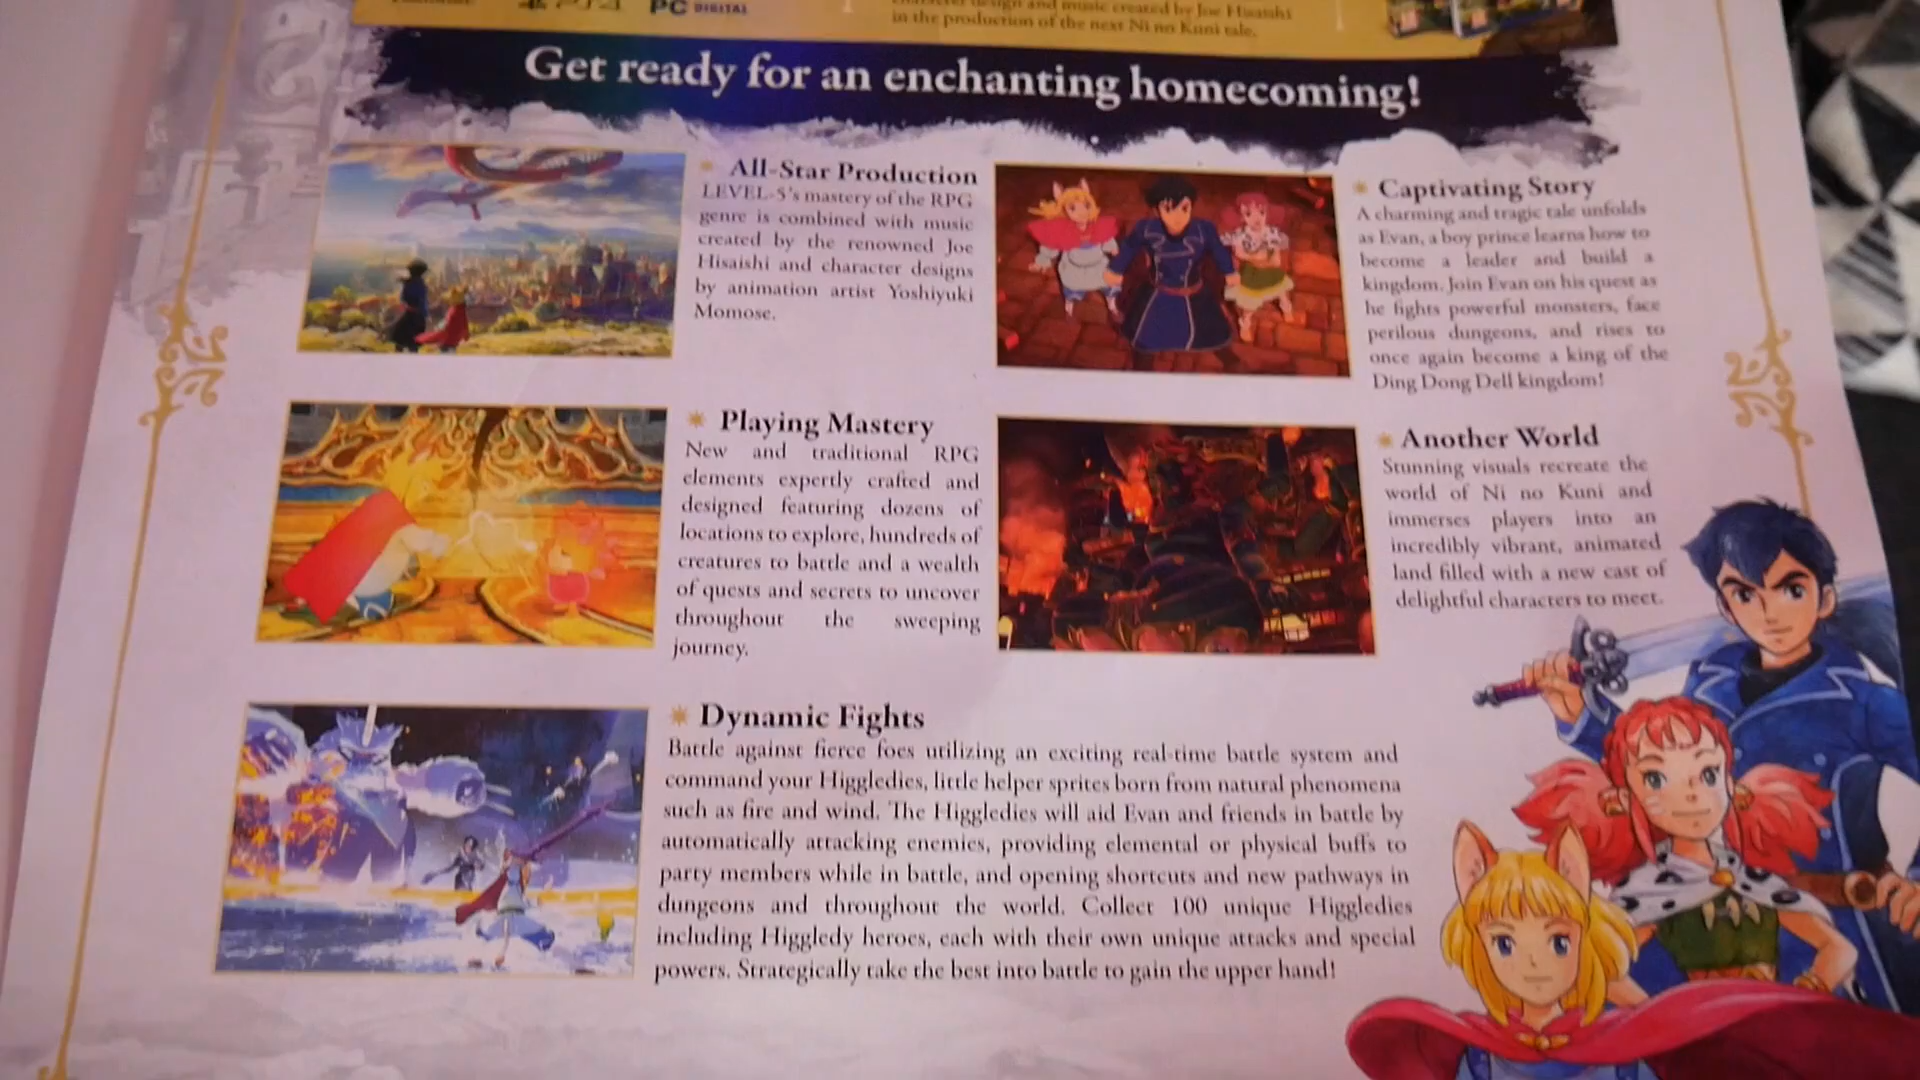 PS4 PC DIGITAL
design and music created by Joe Hisaishi
in the production of the next Ni no Kuni tale.
Get ready for an enchanting homecoming!
All-Star Production
LEVEL-5's mastery of the RPG
genre is combined with music
created by the renowned Joe
Hisaishi and character designs
by animation artist Yoshiyuki
Momose.
Captivating Story
A charming and tragic tale unfolds
as Evan, a boy prince learns how to
become a leader and build a
kingdom. Join Evan on his quest as
he fights powerful monsters, face
perilous dungeons, and rises to
once again become a king of the
Ding Dong Dell kingdom!
Playing Mastery
New and traditional RPG
elements expertly crafted and
designed featuring dozens of
locations to explore, hundreds of
creatures to battle and a wealth
of quests and secrets to uncover
throughout the sweeping
journey.
Another World
Stunning visuals recreate the
world of Ni no Kuni and
immerses players into an
incredibly vibrant, animated
land filled with a new cast of
delightful characters to meet.
Dynamic Fights
Battle against fierce foes utilizing an exciting real-time battle system and
command your Higgledies, little helper sprites born from natural phenomena
such as fire and wind. The Higgledies will aid Evan and friends in battle by
automatically attacking enemies, providing elemental or physical buffs to
party members while in battle, and opening shortcuts and new pathways in
dungeons and throughout the world. Collect 100 unique Higgledies
including Higgledy heroes, each with their own unique attacks and special
powers. Strategically take the best into battle to gain the upper hand!